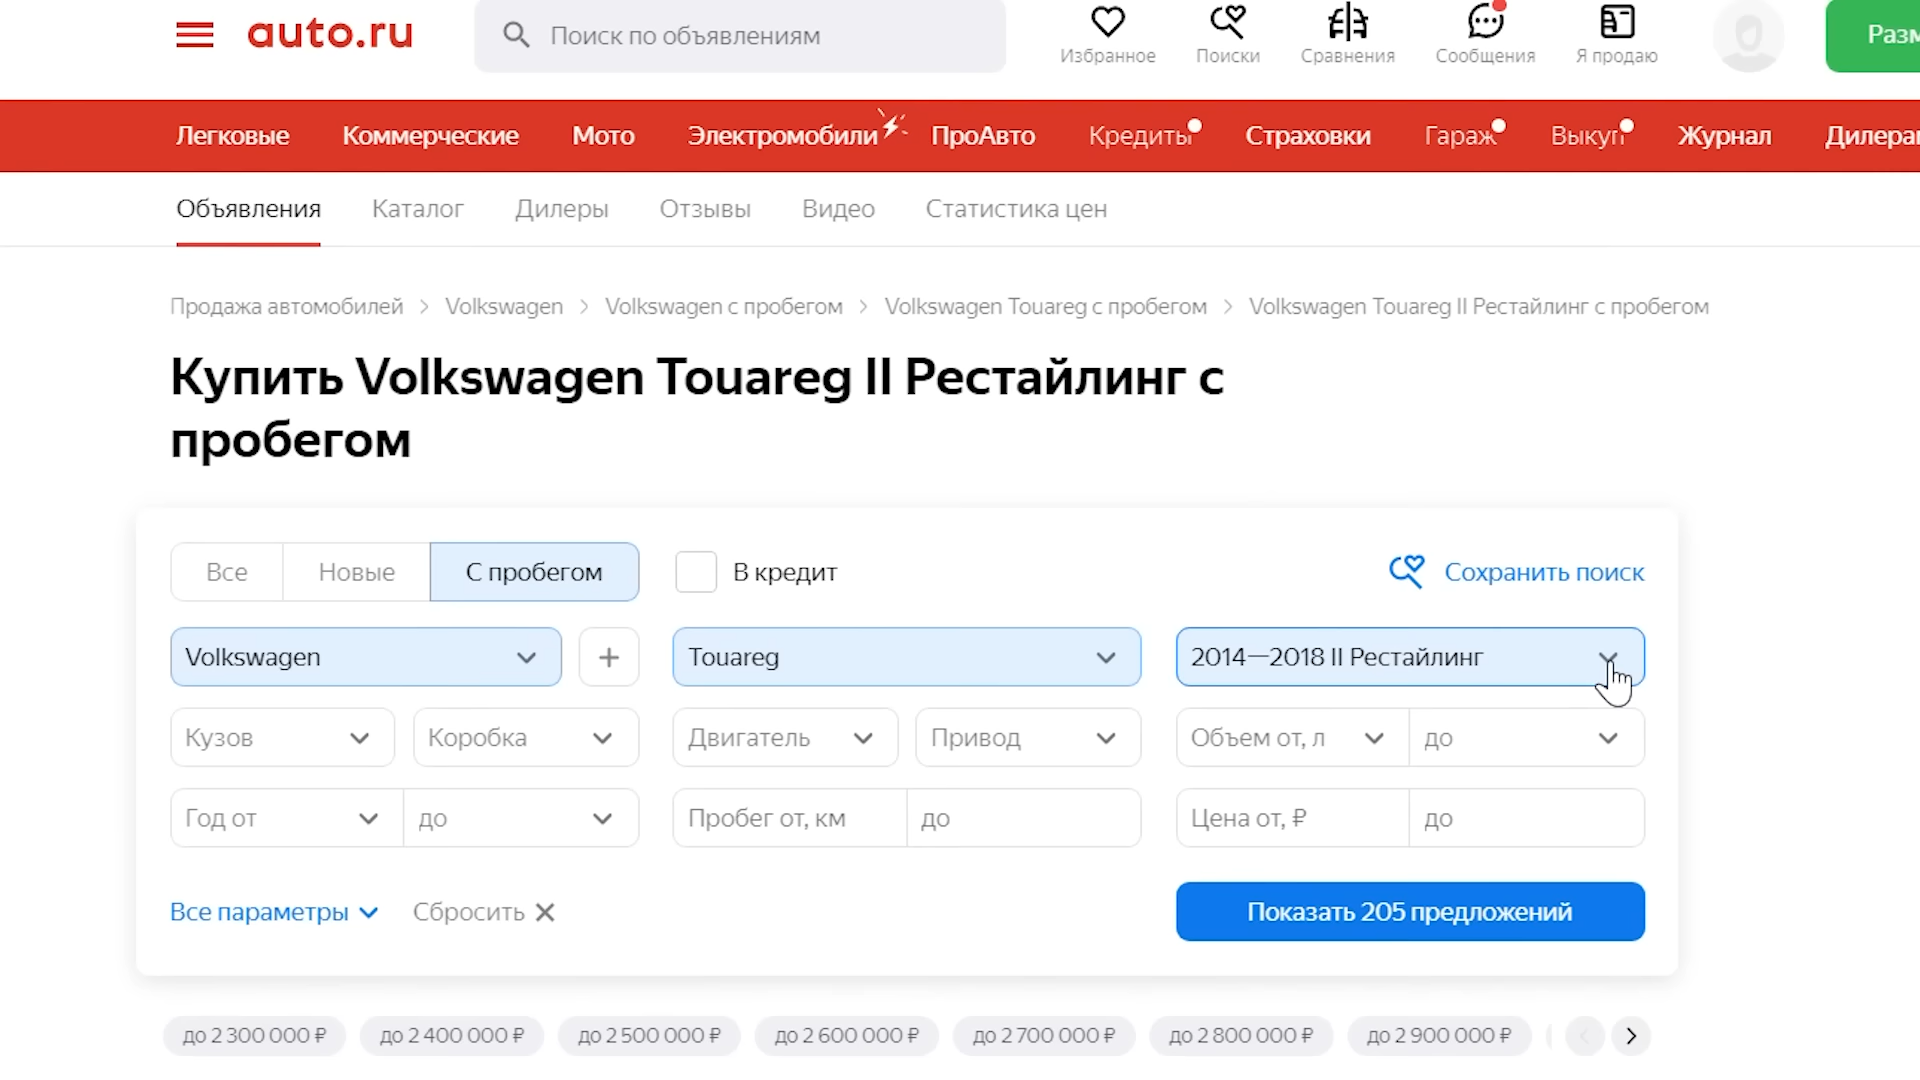 auto.ru
Поиск по объявлениям
Избранное
Поиски
Сравнения
Сообщения
Я продаю
Легковые
Коммерческие
Мото
Электромобили
ПроАвто
Кредиты
Страховки
Гараж
Выкуп
Журнал
Объявления
Каталог
Дилеры
Отзывы
Видео
Статистика цен
Продажа автомобилей > Volkswagen > Volkswagen с пробегом > Volkswagen Touareg с пробегом > Volkswagen Touareg II Рестайлинг с пробегом
Купить Volkswagen Touareg II Рестайлинг с
пробегом
Все
Новые
С пробегом
В кредит
Сохранить поиск
Volkswagen
Touareg
2014—2018 II Рестайлинг
Кузов
Коробка
Двигатель
Привод
Объем от, л
до
Год от
до
Пробег от, км
до
Цена от, ₽
до
Все параметры
Сбросить
Показать 205 предложений
до 2 300 000 ₽
до 2 400 000 ₽
до 2 500 000 ₽
до 2 600 000 ₽
до 2 700 000 ₽
до 2 800 000 ₽
до 2 900 000 ₽